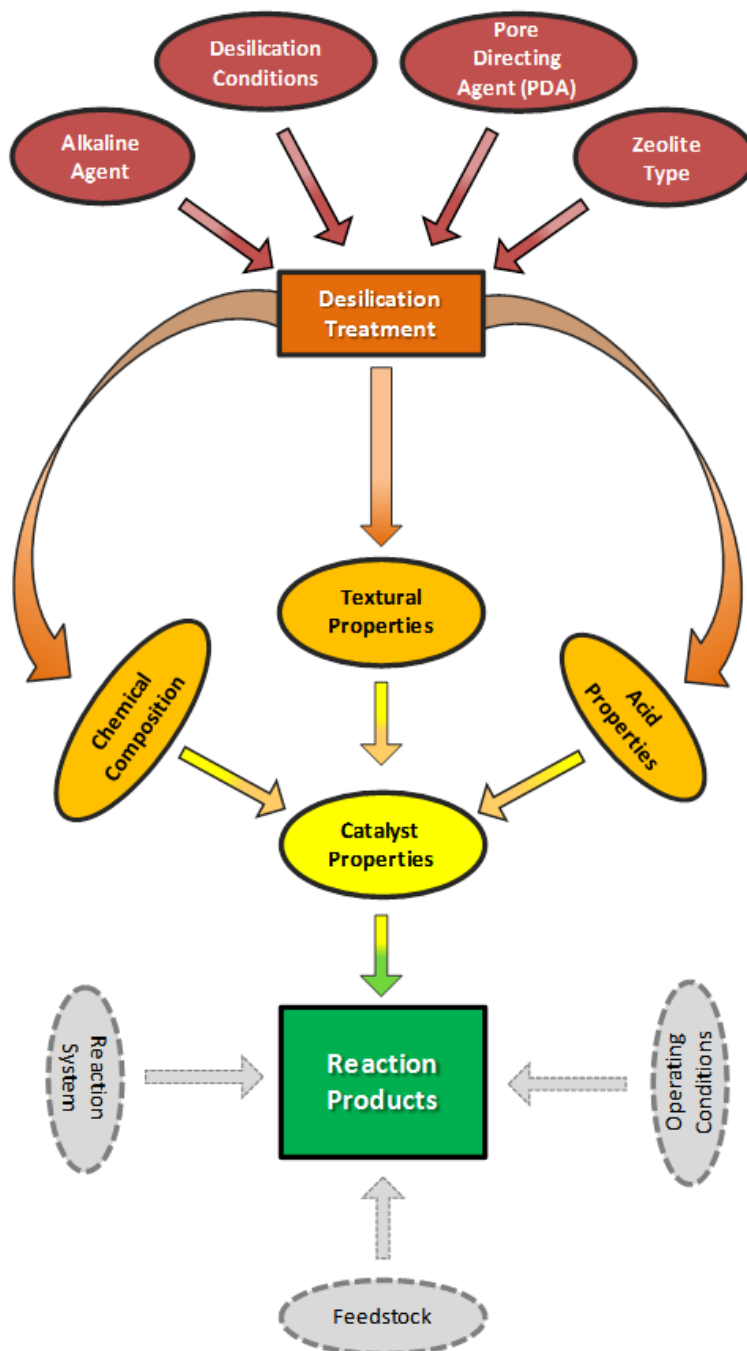 Desilication
Conditions
Pore
Directing
Agent (PDA)
Alkaline
Agent
Zeolite
Type
Desilication
Treatment
Textural
Properties
Chemical
Composition
Acid
Properties
Catalyst
Properties
Reaction
System
Reaction
Products
Operating
Conditions
Feedstock